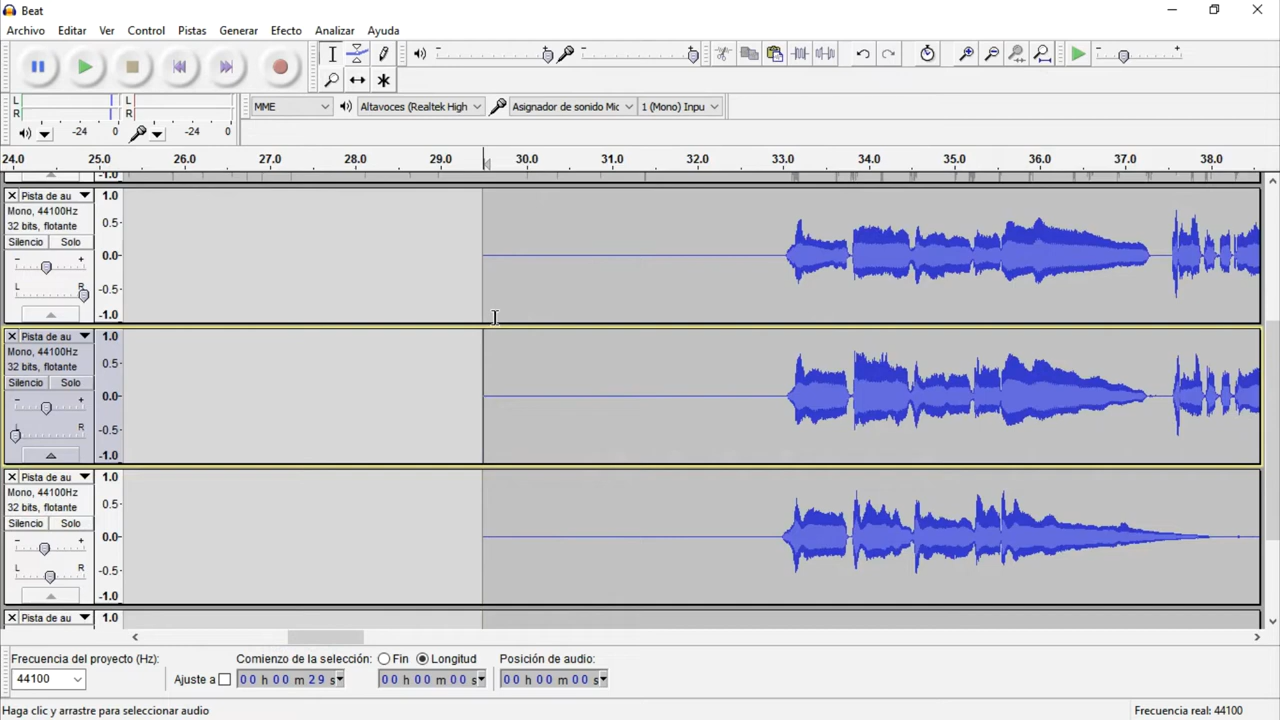 Beat
Archivo Editar Ver Control Pistas Generar Efecto Analizar Ayuda
L L
R R
-24 0 -24 0
MME Altavoces (Realtek High Asignador de sonido Mic 1 (Mono) Inpu
24.0 25.0 26.0 27.0 28.0 29.0 30.0 31.0 32.0 33.0 34.0 35.0 36.0 37.0 38.0
-1.0
Pista de au 1.0
Mono, 44100Hz
32 bits, flotante 0.5
Silencio Solo
- + 0.0
L R
-0.5
-1.0
Pista de au 1.0
Mono, 44100Hz
32 bits, flotante 0.5
Silencio Solo
- + 0.0
L R
-0.5
-1.0
Pista de au 1.0
Mono, 44100Hz
32 bits, flotante 0.5
Silencio Solo
- + 0.0
L R
-0.5
-1.0
Pista de au 1.0
Frecuencia del proyecto (Hz): Comienzo de la selección: Fin Longitud Posición de audio:
44100 Ajuste a 00 h 00 m 29 s 00 h 00 m 00 s 00 h 00 m 00 s
Haga clic y arrastre para seleccionar audio Frecuencia real: 44100